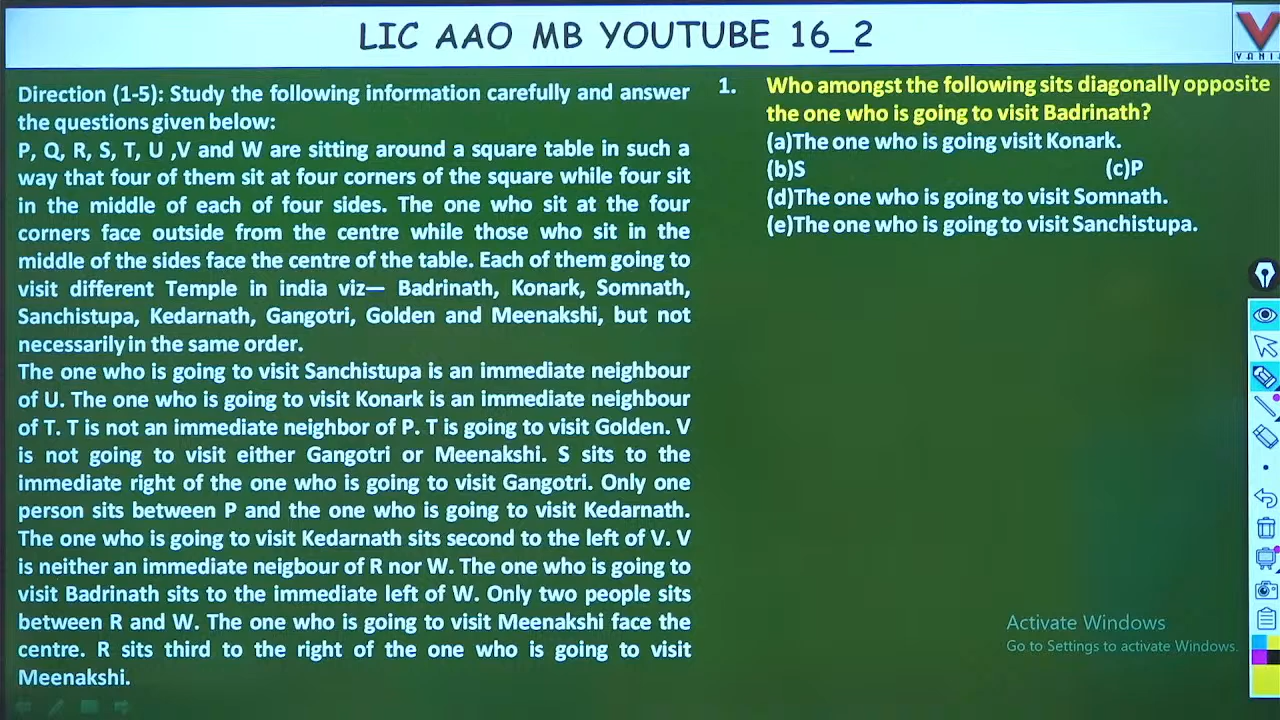 LIC AAO MB YOUTUBE 16_2
VANI
Direction (1-5): Study the following information carefully and answer
the questions given below:
P, Q, R, S, T, U ,V and W are sitting around a square table in such a
way that four of them sit at four corners of the square while four sit
in the middle of each of four sides. The one who sit at the four
corners face outside from the centre while those who sit in the
middle of the sides face the centre of the table. Each of them going to
visit different Temple in india viz— Badrinath, Konark, Somnath,
Sanchistupa, Kedarnath, Gangotri, Golden and Meenakshi, but not
necessarily in the same order.
The one who is going to visit Sanchistupa is an immediate neighbour
of U. The one who is going to visit Konark is an immediate neighbour
of T. T is not an immediate neighbor of P. T is going to visit Golden. V
is not going to visit either Gangotri or Meenakshi. S sits to the
immediate right of the one who is going to visit Gangotri. Only one
person sits between P and the one who is going to visit Kedarnath.
The one who is going to visit Kedarnath sits second to the left of V. V
is neither an immediate neigbour of R nor W. The one who is going to
visit Badrinath sits to the immediate left of W. Only two people sits
between R and W. The one who is going to visit Meenakshi face the
centre. R sits third to the right of the one who is going to visit
Meenakshi.
1. Who amongst the following sits diagonally opposite
the one who is going to visit Badrinath?
(a)The one who is going visit Konark.
(b)S (c)P
(d)The one who is going to visit Somnath.
(e)The one who is going to visit Sanchistupa.
Activate Windows
Go to Settings to activate Windows.